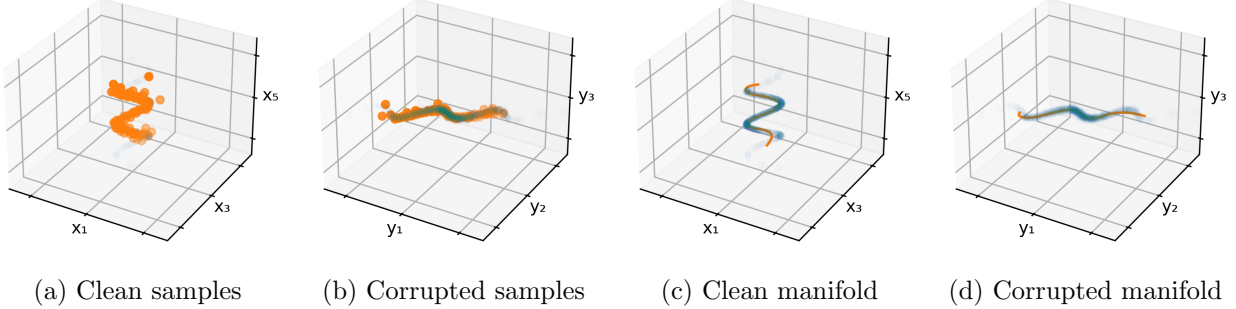 x₅
x₃
x₁
y₃
y₂
y₁
x₅
x₃
x₁
y₃
y₂
y₁
(a) Clean samples
(b) Corrupted samples
(c) Clean manifold
(d) Corrupted manifold